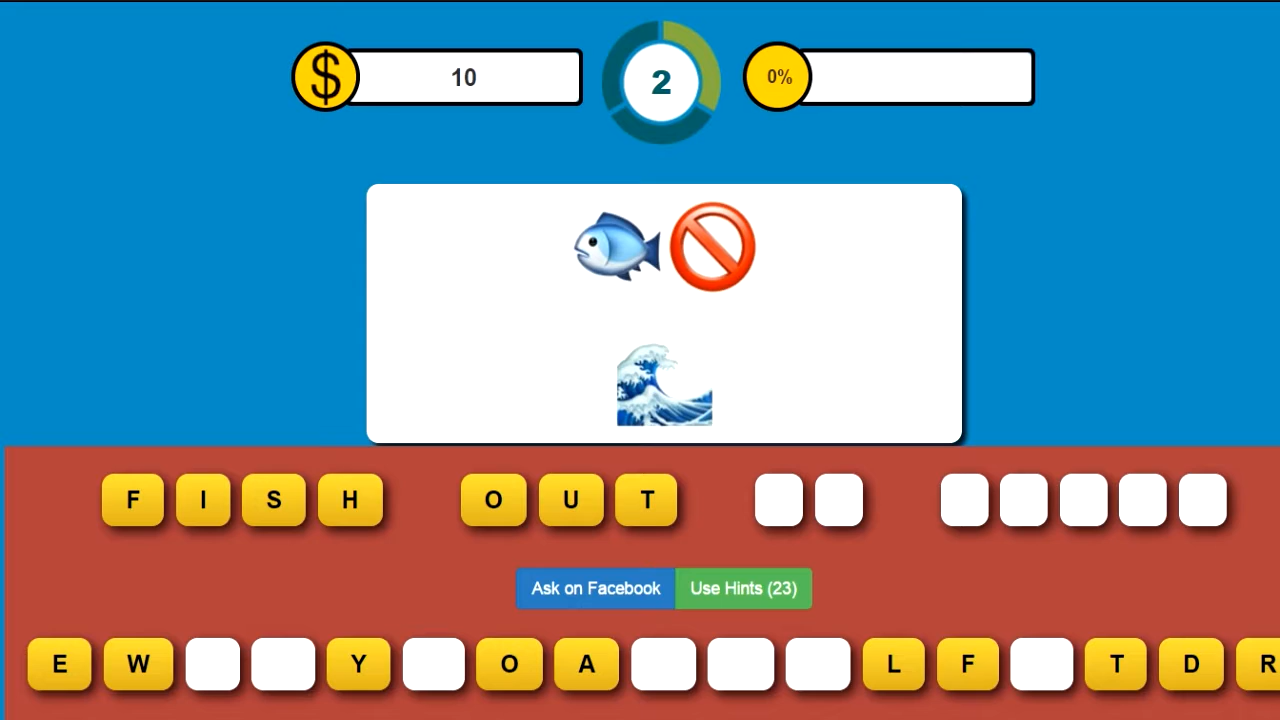 $ 10 2 0%
F I S H O U T
Ask on Facebook Use Hints (23)
E W Y O A L F T D R